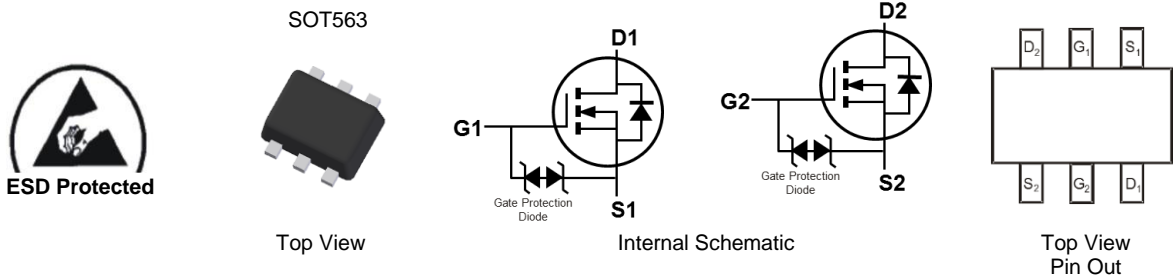 SOT563
ESD Protected
Top View
D1
G1
S1
Gate Protection
Diode
D2
G2
S2
Gate Protection
Diode
Internal Schematic
D2 G1 S1
S2 G2 D1
Top View
Pin Out